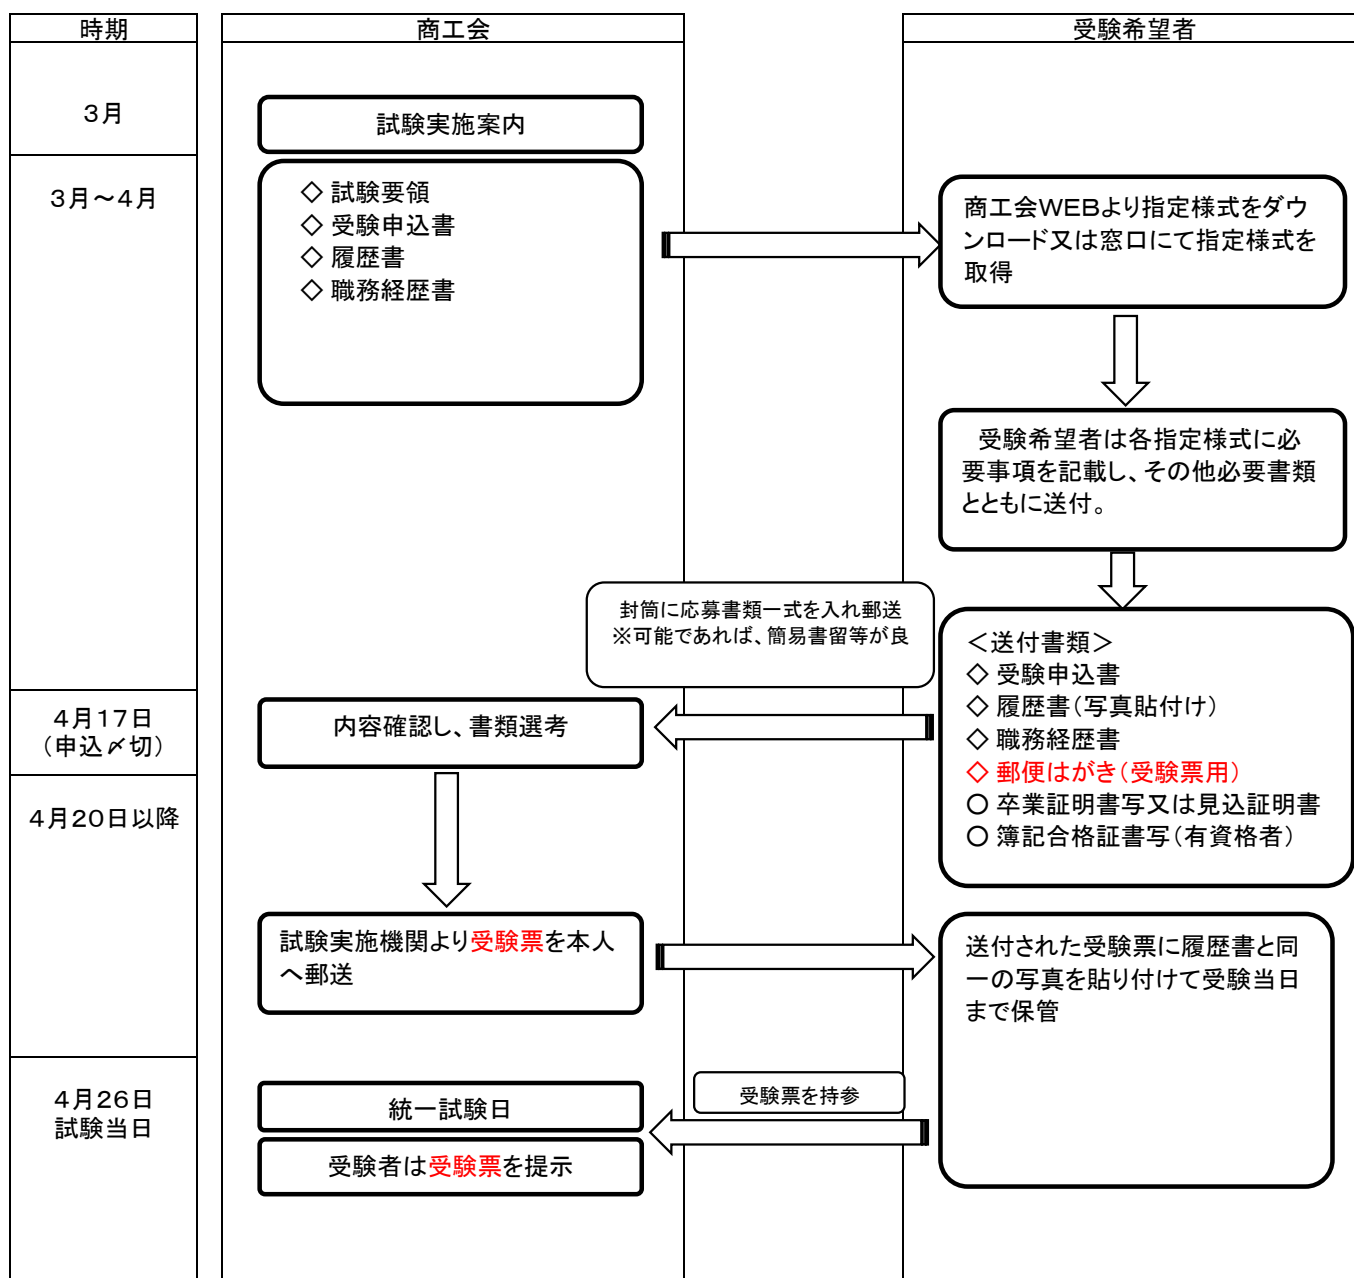 時期
商工会
受験希望者
3月
試験実施案内
3月～4月
◇ 試験要領
◇ 受験申込書
◇ 履歴書
◇ 職務経歴書
商工会WEBより指定様式をダウ
ンロード又は窓口にて指定様式を
取得
受験希望者は各指定様式に必
要事項を記載し、その他必要書類
とともに送付。
封筒に応募書類一式を入れ郵送
※可能であれば、簡易書留等が良
＜送付書類＞
◇ 受験申込書
◇ 履歴書（写真貼付け）
◇ 職務経歴書
◇ 郵便はがき（受験票用）
○ 卒業証明書写又は見込証明書
○ 簿記合格証書写（有資格者）
4月17日
（申込〆切）
内容確認し、書類選考
4月20日以降
試験実施機関より受験票を本人
へ郵送
送付された受験票に履歴書と同
一の写真を貼り付けて受験当日
まで保管
4月26日
試験当日
統一試験日
受験票を持参
受験者は受験票を提示